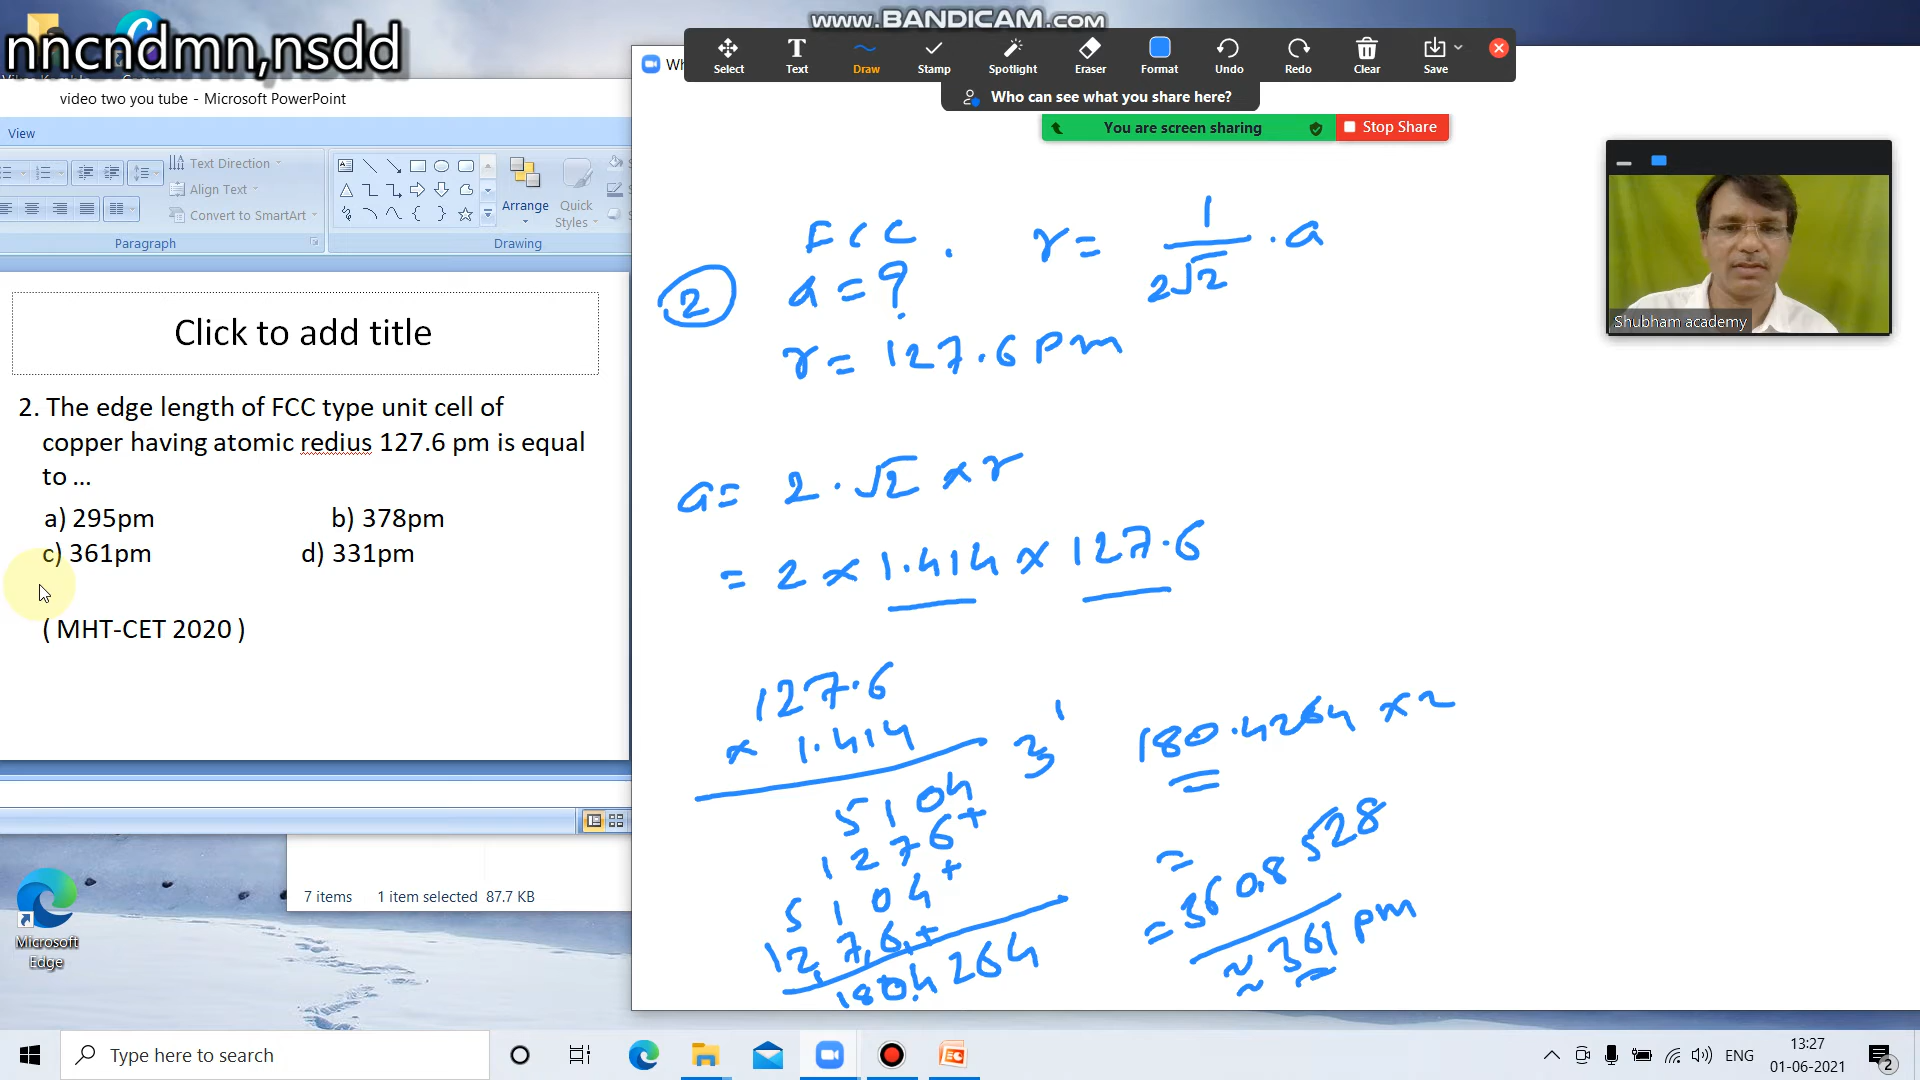 www.BANDICAM.com
nncndmn,nsdd
video two you tube - Microsoft PowerPoint
View
Text Direction
Align Text
Convert to SmartArt
Paragraph
Arrange
Quick Styles
Drawing
Click to add title
2. The edge length of FCC type unit cell of
copper having atomic redius 127.6 pm is equal
to ...
a) 295pm b) 378pm
c) 361pm d) 331pm
( MHT-CET 2020 )
7 items 1 item selected 87.7 KB
Microsoft
Edge
Select Text Draw Stamp Spotlight Eraser Format Undo Redo Clear Save
Who can see what you share here?
You are screen sharing Stop Share
Shubham academy
FCC . r = 1/2√2 . a
2 a = ?
r = 127.6 pm
a = 2 . √2 × r
= 2 × 1.414 × 127.6
127.6
× 1.414
5104
1276+
5104+
1276+
180.4264
3 1
180.4264 × 2
=
= 360.8528
≈ 361 pm
Type here to search
ENG
13:27
01-06-2021
2